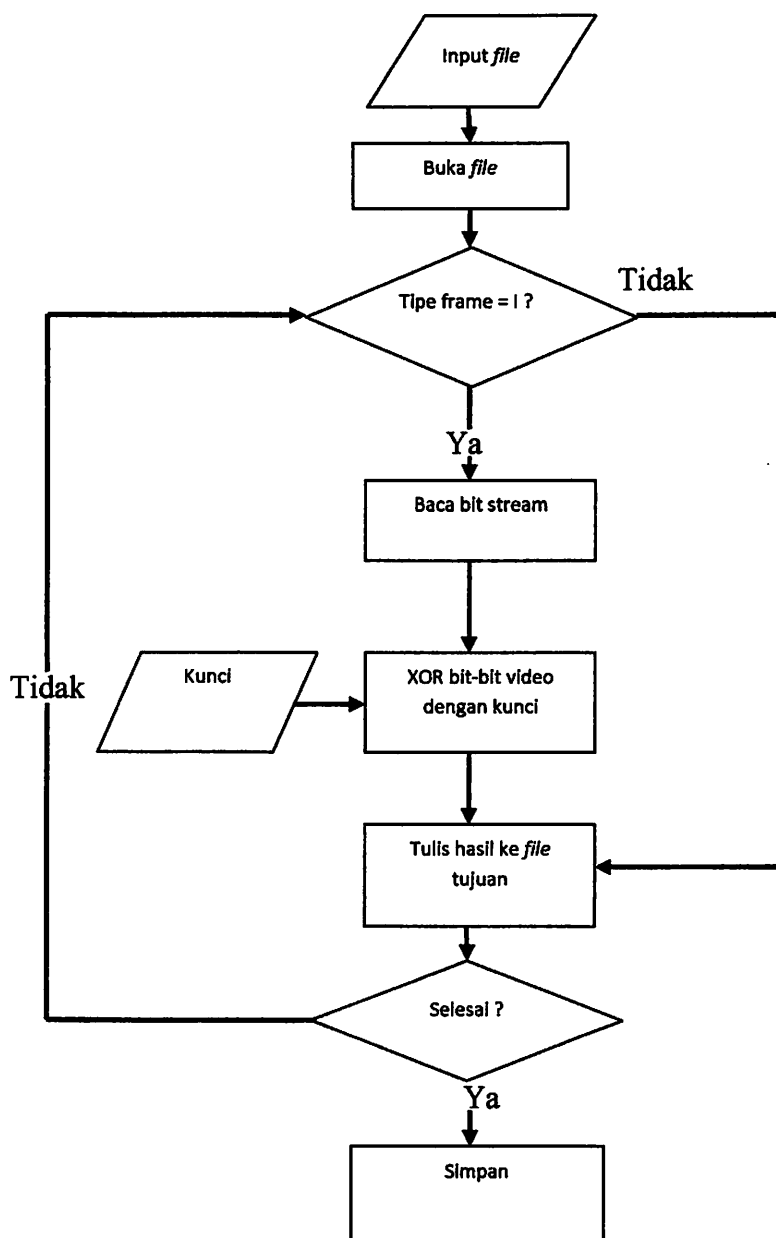 Input file
Buka file
Tipe frame = I ?
Tidak
Ya
Baca bit stream
Kunci
XOR bit-bit video
dengan kunci
Tidak
Tulis hasil ke file
tujuan
Selesai ?
Ya
Simpan